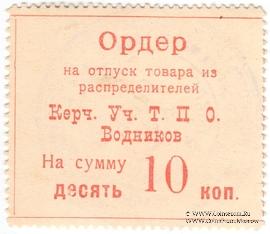 Ордер
на отпуск товара из
распределителей
Керч. Уч. Т. П О.
Водников
На сумму
десять 10 коп.